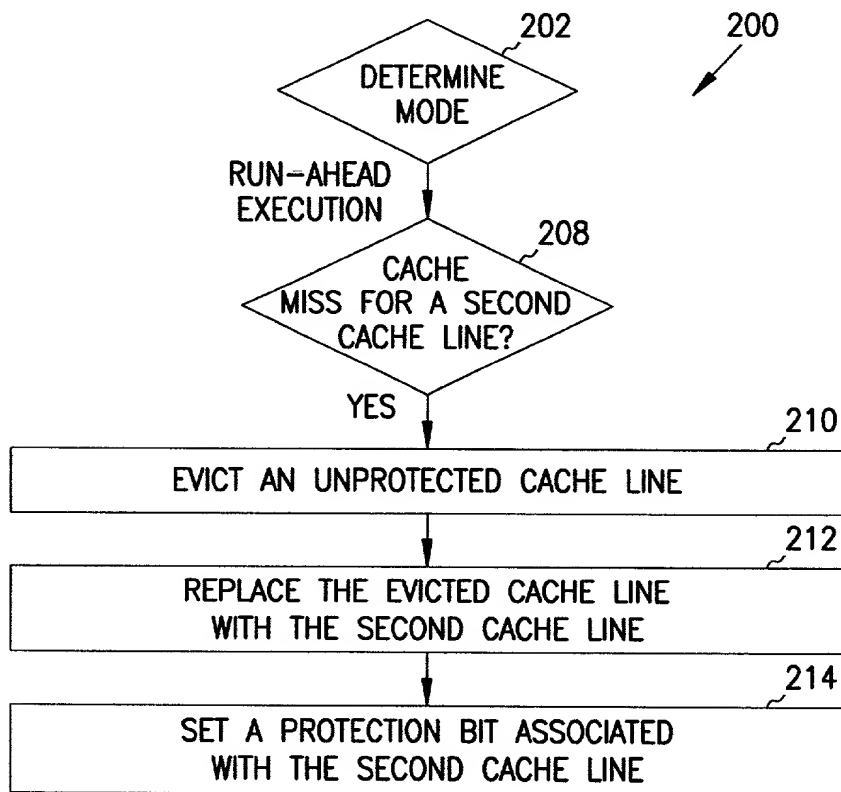 202
200
DETERMINE
MODE
RUN-AHEAD
EXECUTION
208
CACHE
MISS FOR A SECOND
CACHE LINE?
YES
210
EVICT AN UNPROTECTED CACHE LINE
212
REPLACE THE EVICTED CACHE LINE
WITH THE SECOND CACHE LINE
214
SET A PROTECTION BIT ASSOCIATED
WITH THE SECOND CACHE LINE